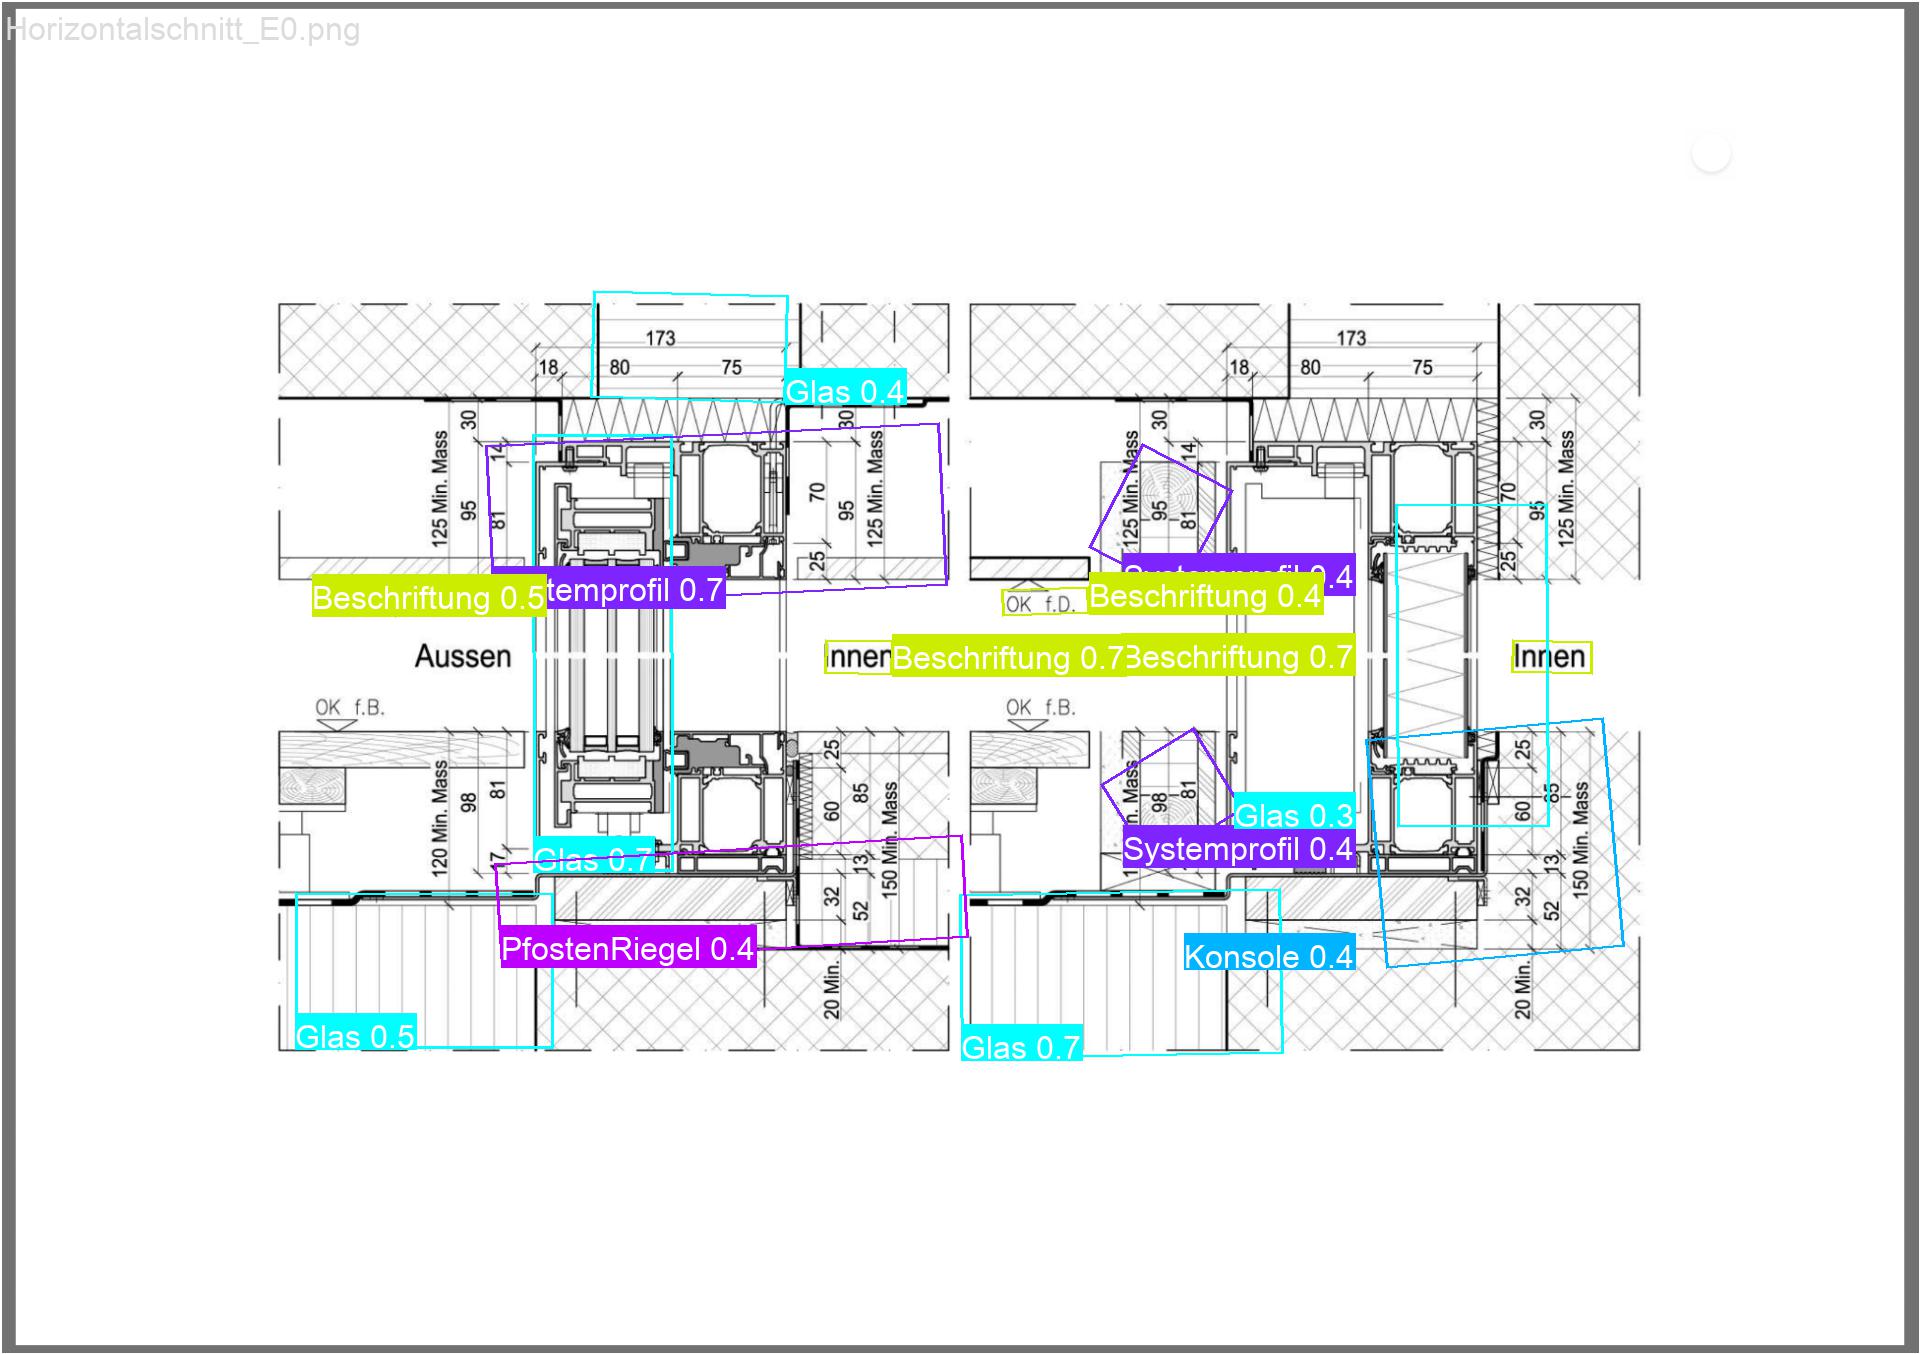 Horizontalschnitt_E0.png
173
18 80 75
Glas 0.4
30
30
14
125 Min. Mass
95
81
70
95
125 Min. Mass
25
temprofil 0.7
Beschriftung 0.5
Aussen
nnen
OK f.B.
120 Min. Mass
98
81
17
25
60
85
13
32
52
150 Min. Mass
20 Min.
Glas 0.7
PfostenRiegel 0.4
Glas 0.5
173
18 80 75
30
30
14
125 Min. Mass
95
81
70
95
125 Min. Mass
25
Systemprofil 0.4
OK f.D.
Beschriftung 0.4
Beschriftung 0.7
Beschriftung 0.7
Innen
OK f.B.
98
81
25
60
85
13
32
52
150 Min. Mass
20 Min.
Glas 0.3
Systemprofil 0.4
Konsole 0.4
Glas 0.7